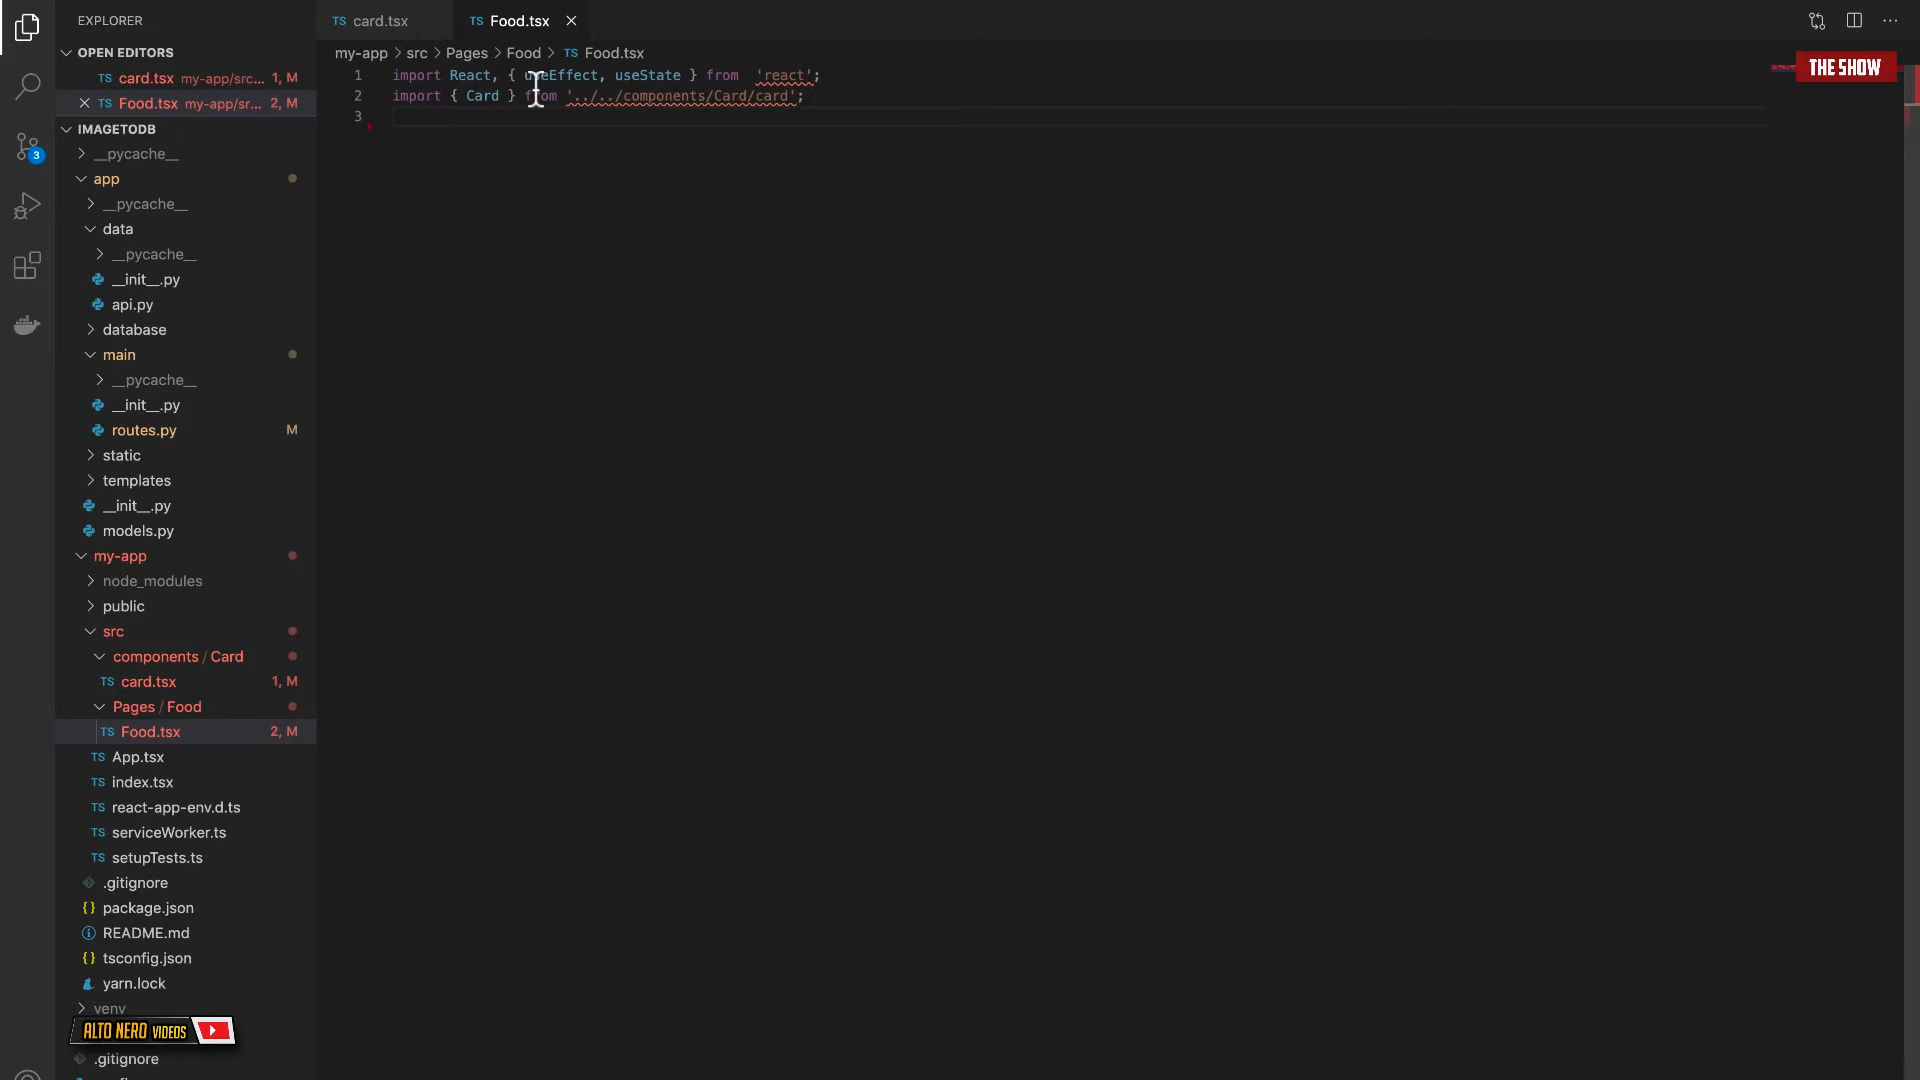 EXPLORER
OPEN EDITORS
TS card.tsx my-app/src... 1, M
TS Food.tsx my-app/sr... 2, M
IMAGETODB
__pycache__
app
__pycache__
data
__pycache__
__init__.py
api.py
database
main
__pycache__
__init__.py
routes.py M
static
templates
__init__.py
models.py
my-app
node_modules
public
src
components / Card
TS card.tsx 1, M
Pages / Food
TS Food.tsx 2, M
TS App.tsx
TS index.tsx
TS react-app-env.d.ts
TS serviceWorker.ts
TS setupTests.ts
.gitignore
{} package.json
README.md
{} tsconfig.json
yarn.lock
venv
ALTO NERO VIDEOS
.gitignore
3
TS card.tsx
TS Food.tsx
my-app > src > Pages > Food > TS Food.tsx
1 import React, { useEffect, useState } from 'react';
2 import { Card } from '../../components/Card/card';
3
THE SHOW